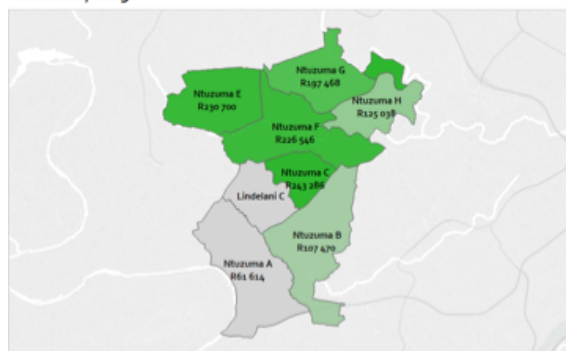 Ntuzuma G
R197 468
Ntuzuma E
R230 700
Ntuzuma H
R125 038
Ntuzuma F
R226 546
Ntuzuma C
R243 286
Lindelani C
Ntuzuma B
R107 470
Ntuzuma A
R61 614